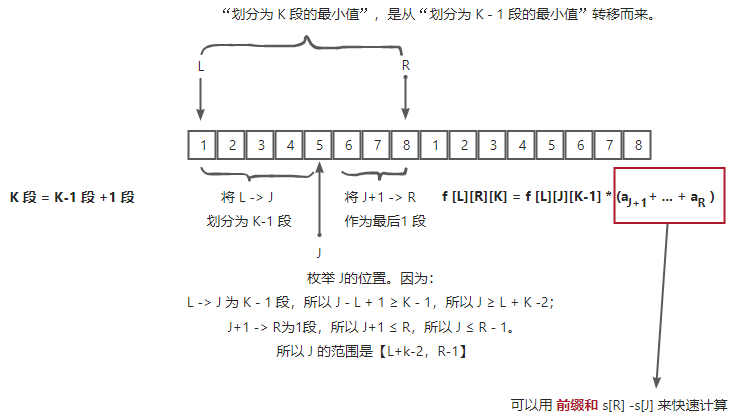 “划分为 K 段的最小值”，是从“划分为 K - 1 段的最小值”转移而来。
L
R
1 2 3 4 5 6 7 8 1 2 3 4 5 6 7 8
K 段 = K-1 段 +1 段
将 L -> J
划分为 K-1 段
将 J+1 -> R
作为最后1 段
f [L][R][K] = f [L][J][K-1] * (a_{J+1} + ... + a_R )
J
枚举 J的位置。因为：
L -> J 为 K - 1 段，所以 J - L + 1 ≥ K - 1，所以 J ≥ L + K -2；
J+1 -> R为1段，所以 J+1 ≤ R，所以 J ≤ R - 1。
所以 J 的范围是【L+k-2，R-1】
可以用 前缀和 s[R] -s[J] 来快速计算